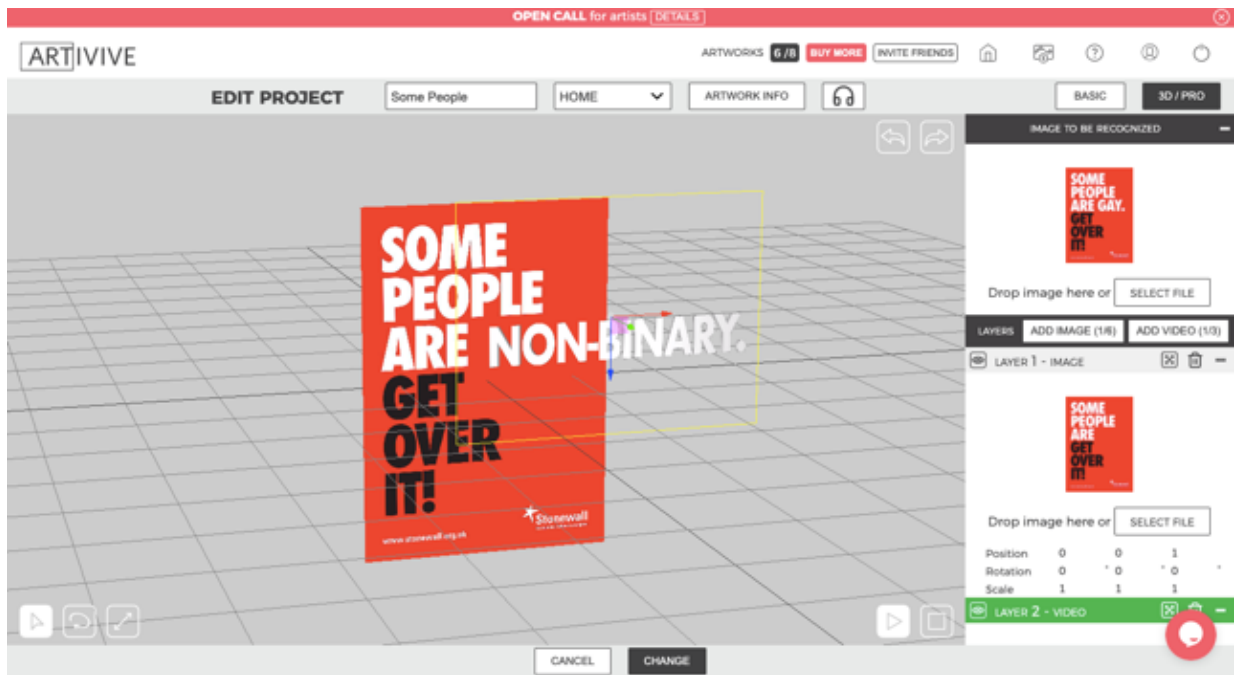 OPEN CALL for artists DETAILS
ARTIVIVE
ARTWORKS 6/8 BUY MORE INVITE FRIENDS
EDIT PROJECT Some People HOME ARTWORK INFO BASIC 3D / PRO
IMAGE TO BE RECOGNIZED
SOME
PEOPLE
ARE GAY.
GET
OVER
IT!
Drop image here or SELECT FILE
LAYERS ADD IMAGE (1/6) ADD VIDEO (1/3)
LAYER 1 - IMAGE
SOME
PEOPLE
ARE
GET
OVER
IT!
Drop image here or SELECT FILE
Position 0 0 1
Rotation 0 ° 0 ° 0 °
Scale 1 1 1
LAYER 2 - VIDEO
SOME
PEOPLE
ARE NON-BINARY.
GET
OVER
IT!
Stonewall
www.stonewall.org.uk
CANCEL CHANGE